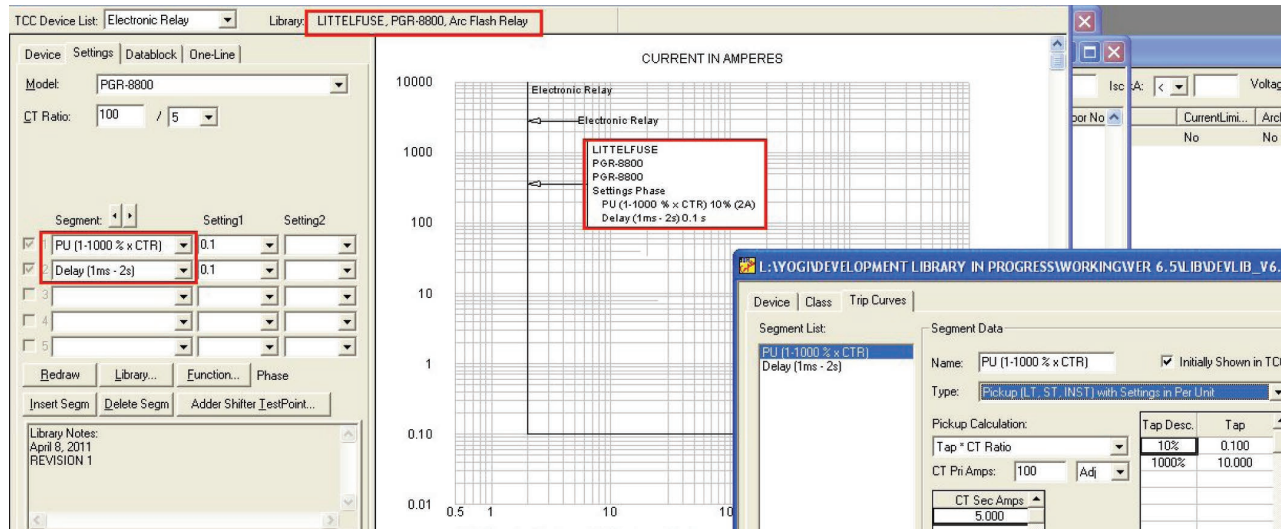 TCC Device List: Electronic Relay Library: LITTELFUSE, PGR-8800, Arc Flash Relay
Device Settings Datablock One-Line
Model: PGR-8800
CT Ratio: 100 / 5
Segment: Setting1 Setting2
1 PU (1-1000 % x CTR) 0.1
2 Delay (1ms - 2s) 0.1
3
4
5
Redraw Library... Function... Phase
Insert Segm Delete Segm Adder Shifter TestPoint...
Library Notes:
April 8, 2011
REVISION 1
CURRENT IN AMPERES
10000
1000
100
10
1
0.10
0.01
0.5 1 10 10
Electronic Relay
Electronic Relay
LITTELFUSE
PGR-8800
PGR-8800
Settings Phase
PU (1-1000 % x CTR) 10% (2A)
Delay (1ms - 2s) 0.1 s
Isc kA: < Voltag
oor No CurrentLimi... Arcl
No No
L:\YOGI\DEVELOPMENT LIBRARY IN PROGRESS\WORKING\VER 6.5\LIB\DEVLIB_V6.
Device Class Trip Curves
Segment List:
PU (1-1000 % x CTR)
Delay (1ms - 2s)
Segment Data
Name: PU (1-1000 % x CTR) Initially Shown in TC
Type: Pickup (LT, ST, INST) with Settings in Per Unit
Pickup Calculation:
Tap * CT Ratio
CT Pri Amps: 100 Adj
CT Sec Amps
5.000
Tap Desc. Tap
10% 0.100
1000% 10.000